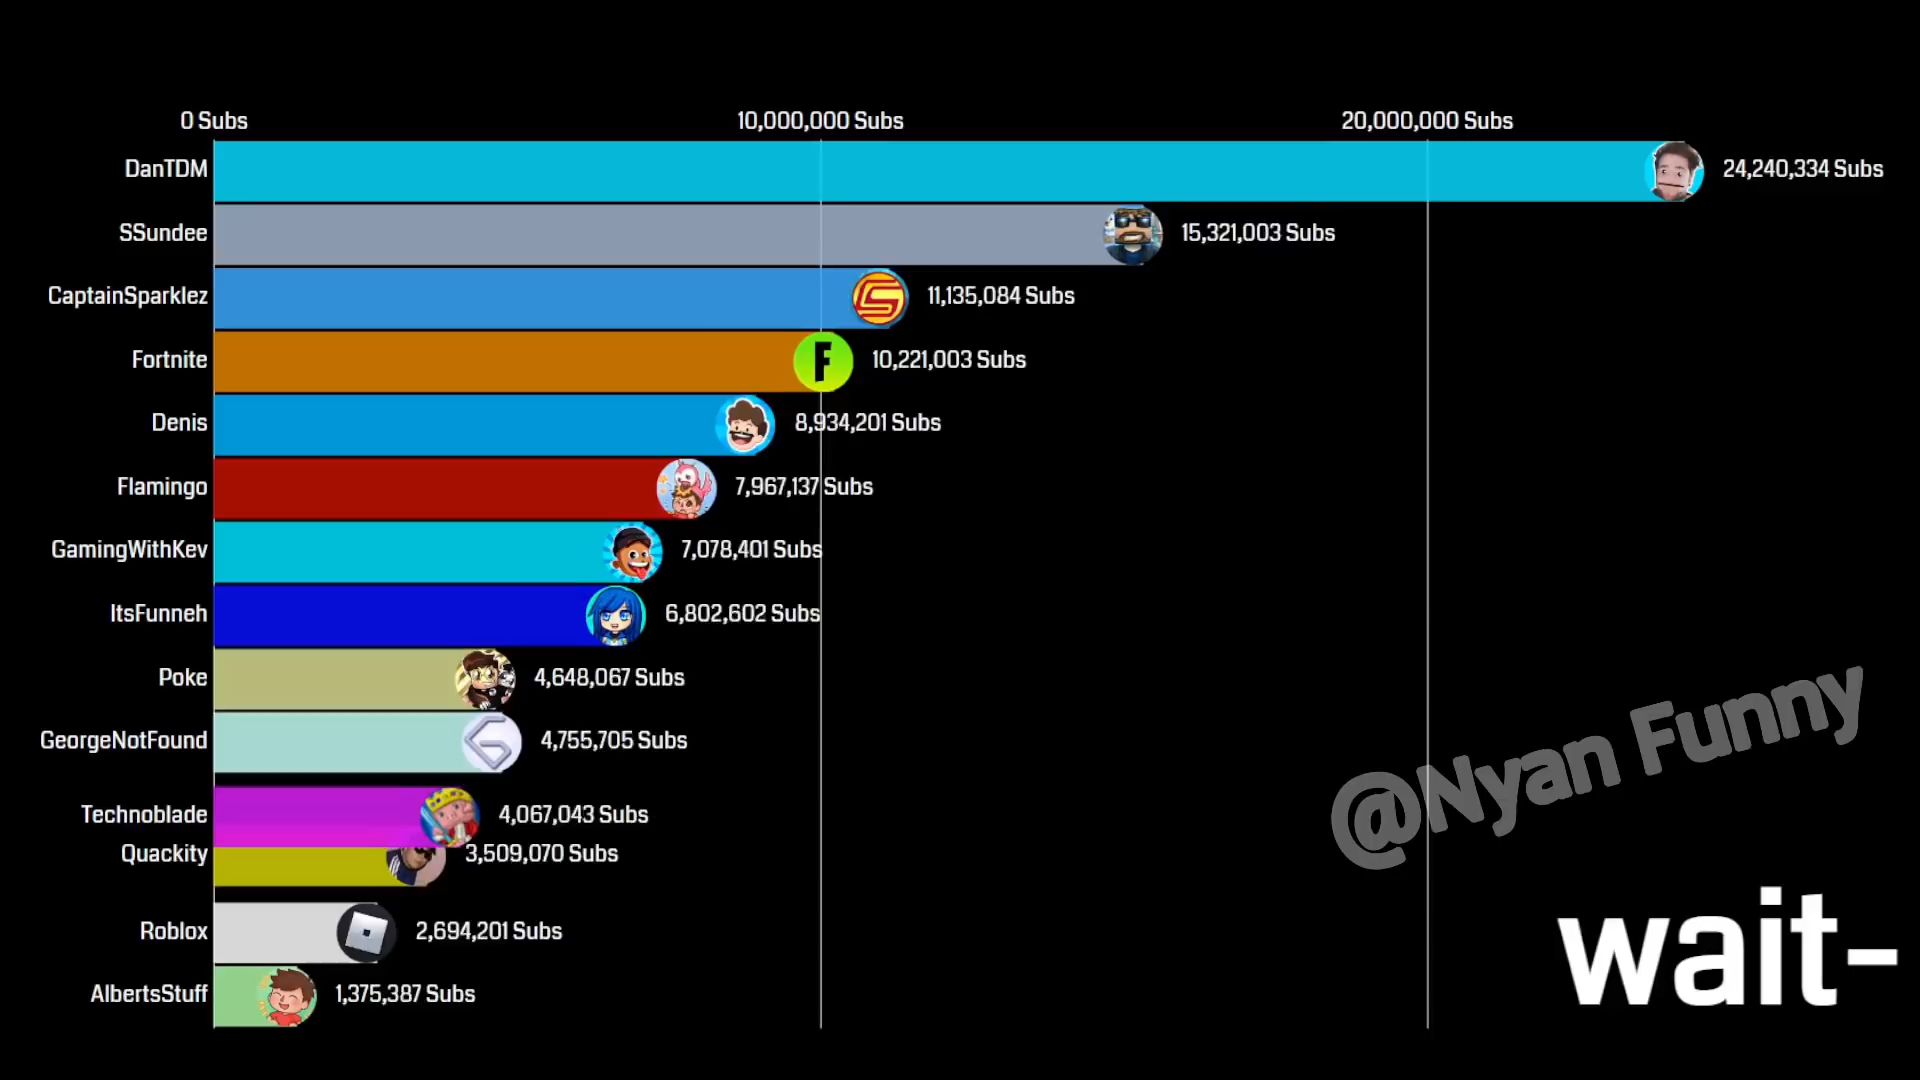 0 Subs 10,000,000 Subs 20,000,000 Subs
DanTDM 24,240,334 Subs
SSundee 15,321,003 Subs
CaptainSparklez 11,135,084 Subs
Fortnite F 10,221,003 Subs
Denis 8,934,201 Subs
Flamingo 7,967,137 Subs
GamingWithKev 7,078,401 Subs
ItsFunneh 6,802,602 Subs
Poke 4,648,067 Subs
GeorgeNotFound G 4,755,705 Subs
Technoblade 4,067,043 Subs
Quackity 3,509,070 Subs
Roblox 2,694,201 Subs
AlbertsStuff 1,375,387 Subs
@Nyan Funny
wait-